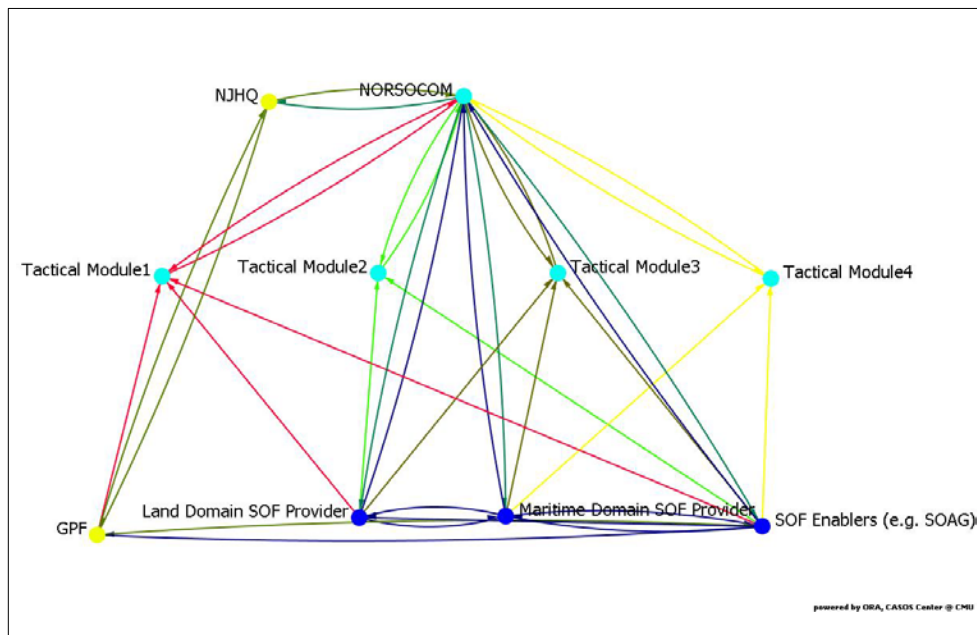 NJHQ
NORSOCOM
Tactical Module1
Tactical Module2
Tactical Module3
Tactical Module4
Land Domain SOF Provider
Maritime Domain SOF Provider
SOF Enablers (e.g. SOAG)
GPF
powered by ORA, CASOS Center @ CMU